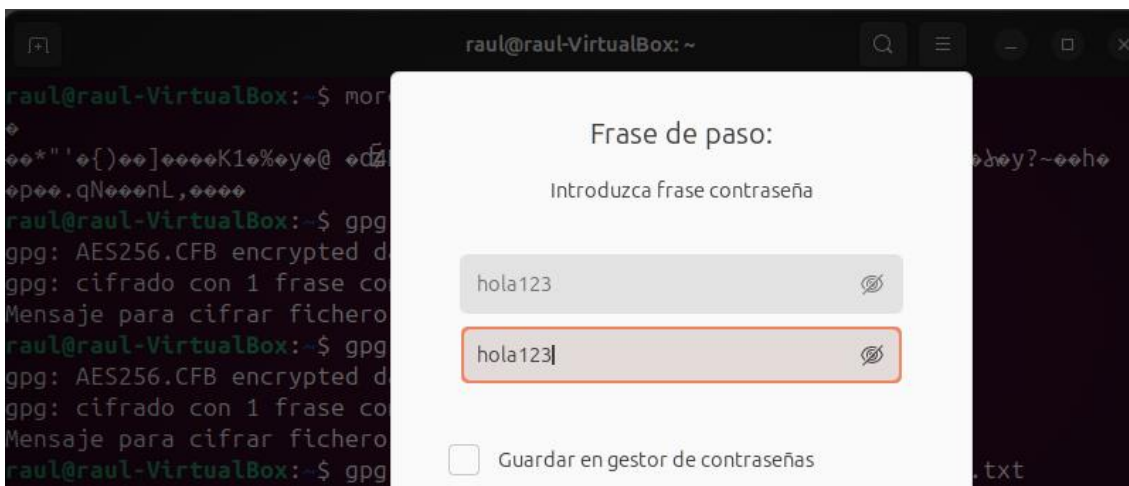 raul@raul-VirtualBox: ~
raul@raul-VirtualBox:~$ mor
Frase de paso:
Introduzca frase contraseña
raul@raul-VirtualBox:~$ gpg
gpg: AES256.CFB encrypted d
gpg: cifrado con 1 frase co
hola123
Mensaje para cifrar fichero
raul@raul-VirtualBox:~$ gpg
hola123
gpg: AES256.CFB encrypted d
gpg: cifrado con 1 frase co
Mensaje para cifrar fichero
Guardar en gestor de contraseñas
raul@raul-VirtualBox:~$ gpg .txt